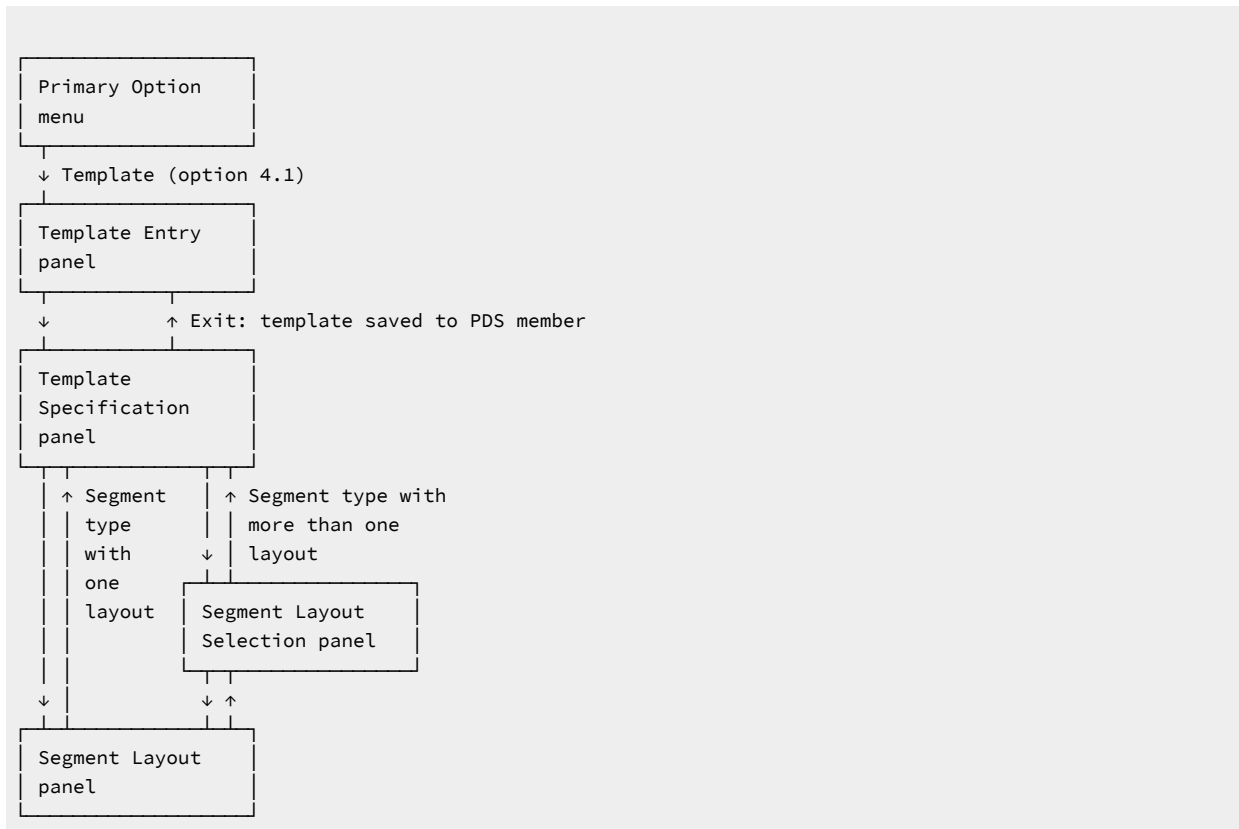 Primary Option
menu
↓ Template (option 4.1)
Template Entry
panel
↓ ↑ Exit: template saved to PDS member
Template
Specification
panel
↑ Segment ↑ Segment type with
type more than one
with ↓ layout
one
layout Segment Layout
Selection panel
↓ ↓ ↑
Segment Layout
panel